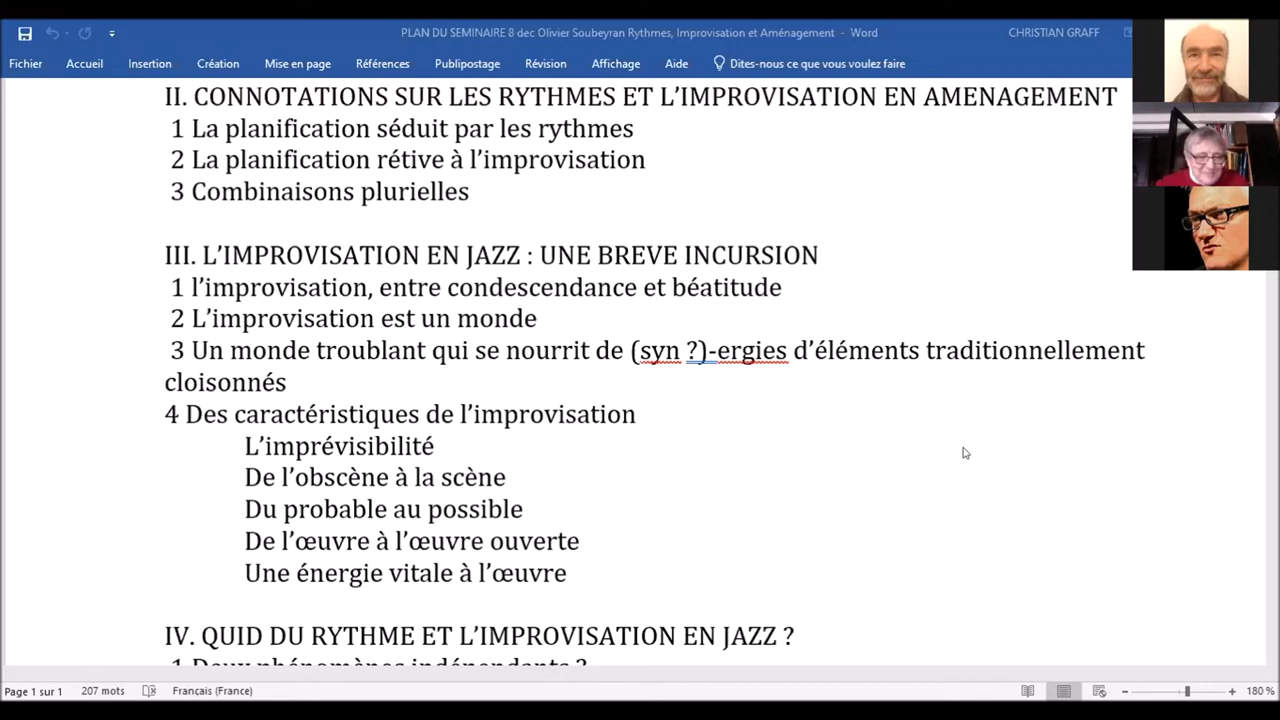 PLAN DU SEMINAIRE 8 dec Olivier Soubeyran Rythmes, Improvisation et Aménagement - Word
CHRISTIAN GRAFF
Fichier Accueil Insertion Création Mise en page Références Publipostage Révision Affichage Aide Dites-nous ce que vous voulez faire
II. CONNOTATIONS SUR LES RYTHMES ET L’IMPROVISATION EN AMENAGEMENT
1 La planification séduit par les rythmes
2 La planification rétive à l’improvisation
3 Combinaisons plurielles
III. L’IMPROVISATION EN JAZZ : UNE BREVE INCURSION
1 l’improvisation, entre condescendance et béatitude
2 L’improvisation est un monde
3 Un monde troublant qui se nourrit de (syn ?)-ergies d’éléments traditionnellement
cloisonnés
4 Des caractéristiques de l’improvisation
L’imprévisibilité
De l’obscène à la scène
Du probable au possible
De l’œuvre à l’œuvre ouverte
Une énergie vitale à l’œuvre
IV. QUID DU RYTHME ET L’IMPROVISATION EN JAZZ ?
1 Deux phénomènes indépendants ?
Page 1 sur 1 207 mots Français (France) 180 %